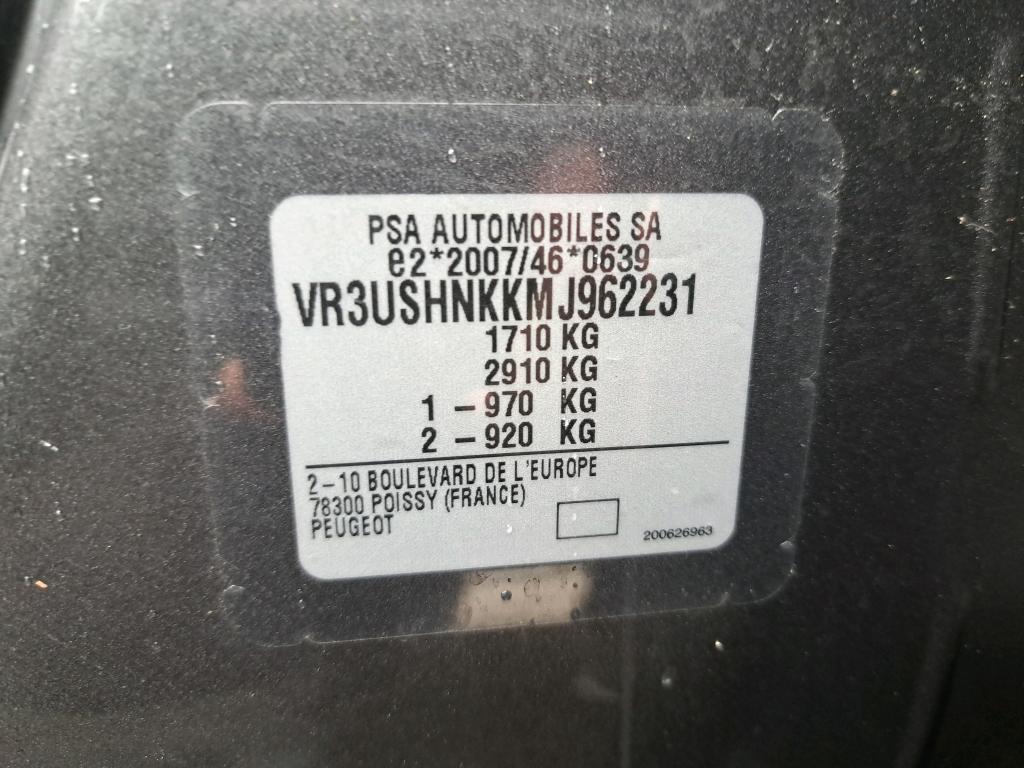 PSA AUTOMOBILES SA
e2*2007/46*0639
VR3USHNKKMJ962231
1710 KG
2910 KG
1 - 970 KG
2 - 920 KG
2-10 BOULEVARD DE L'EUROPE
78300 POISSY (FRANCE)
PEUGEOT
200626963